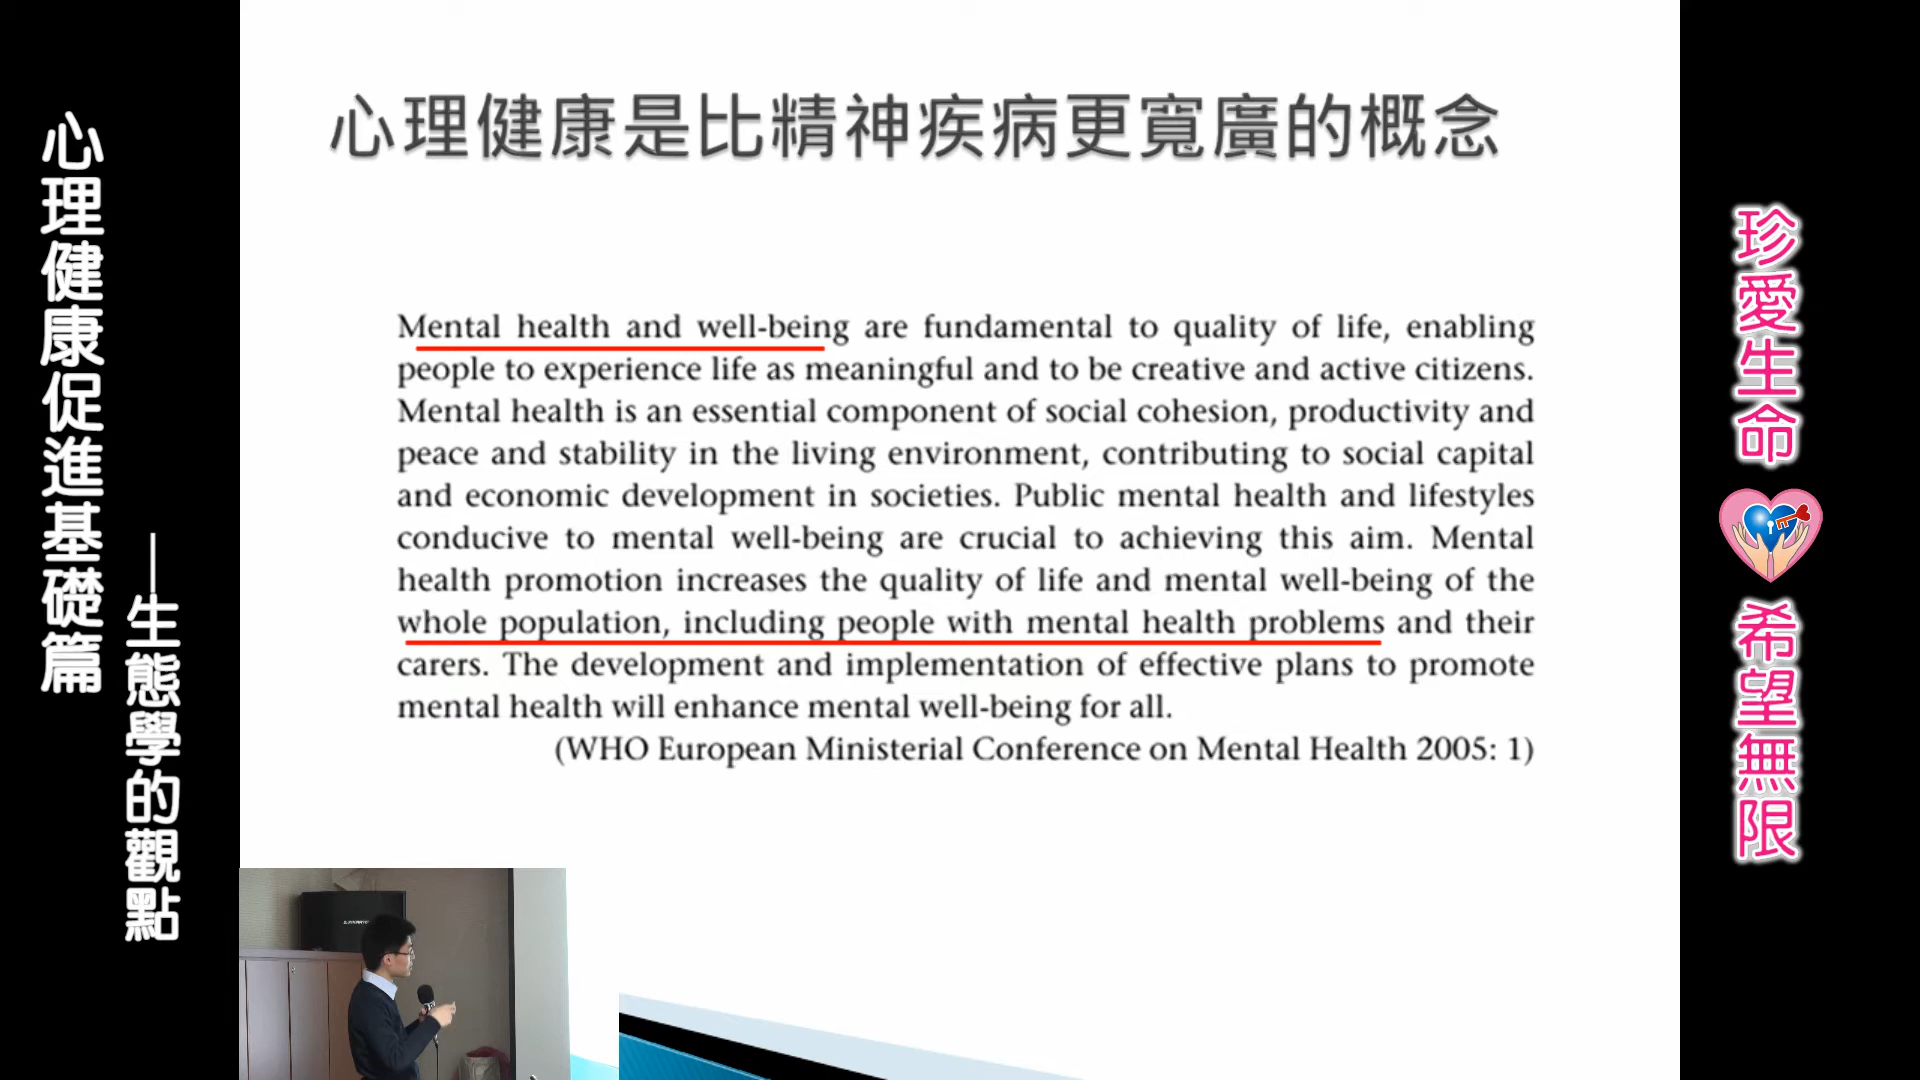 心理健康促進基礎篇
——生態學的觀點
心理健康是比精神疾病更寬廣的概念
Mental health and well-being are fundamental to quality of life, enabling
people to experience life as meaningful and to be creative and active citizens.
Mental health is an essential component of social cohesion, productivity and
peace and stability in the living environment, contributing to social capital
and economic development in societies. Public mental health and lifestyles
conducive to mental well-being are crucial to achieving this aim. Mental
health promotion increases the quality of life and mental well-being of the
whole population, including people with mental health problems and their
carers. The development and implementation of effective plans to promote
mental health will enhance mental well-being for all.
(WHO European Ministerial Conference on Mental Health 2005: 1)
珍愛生命
希望無限